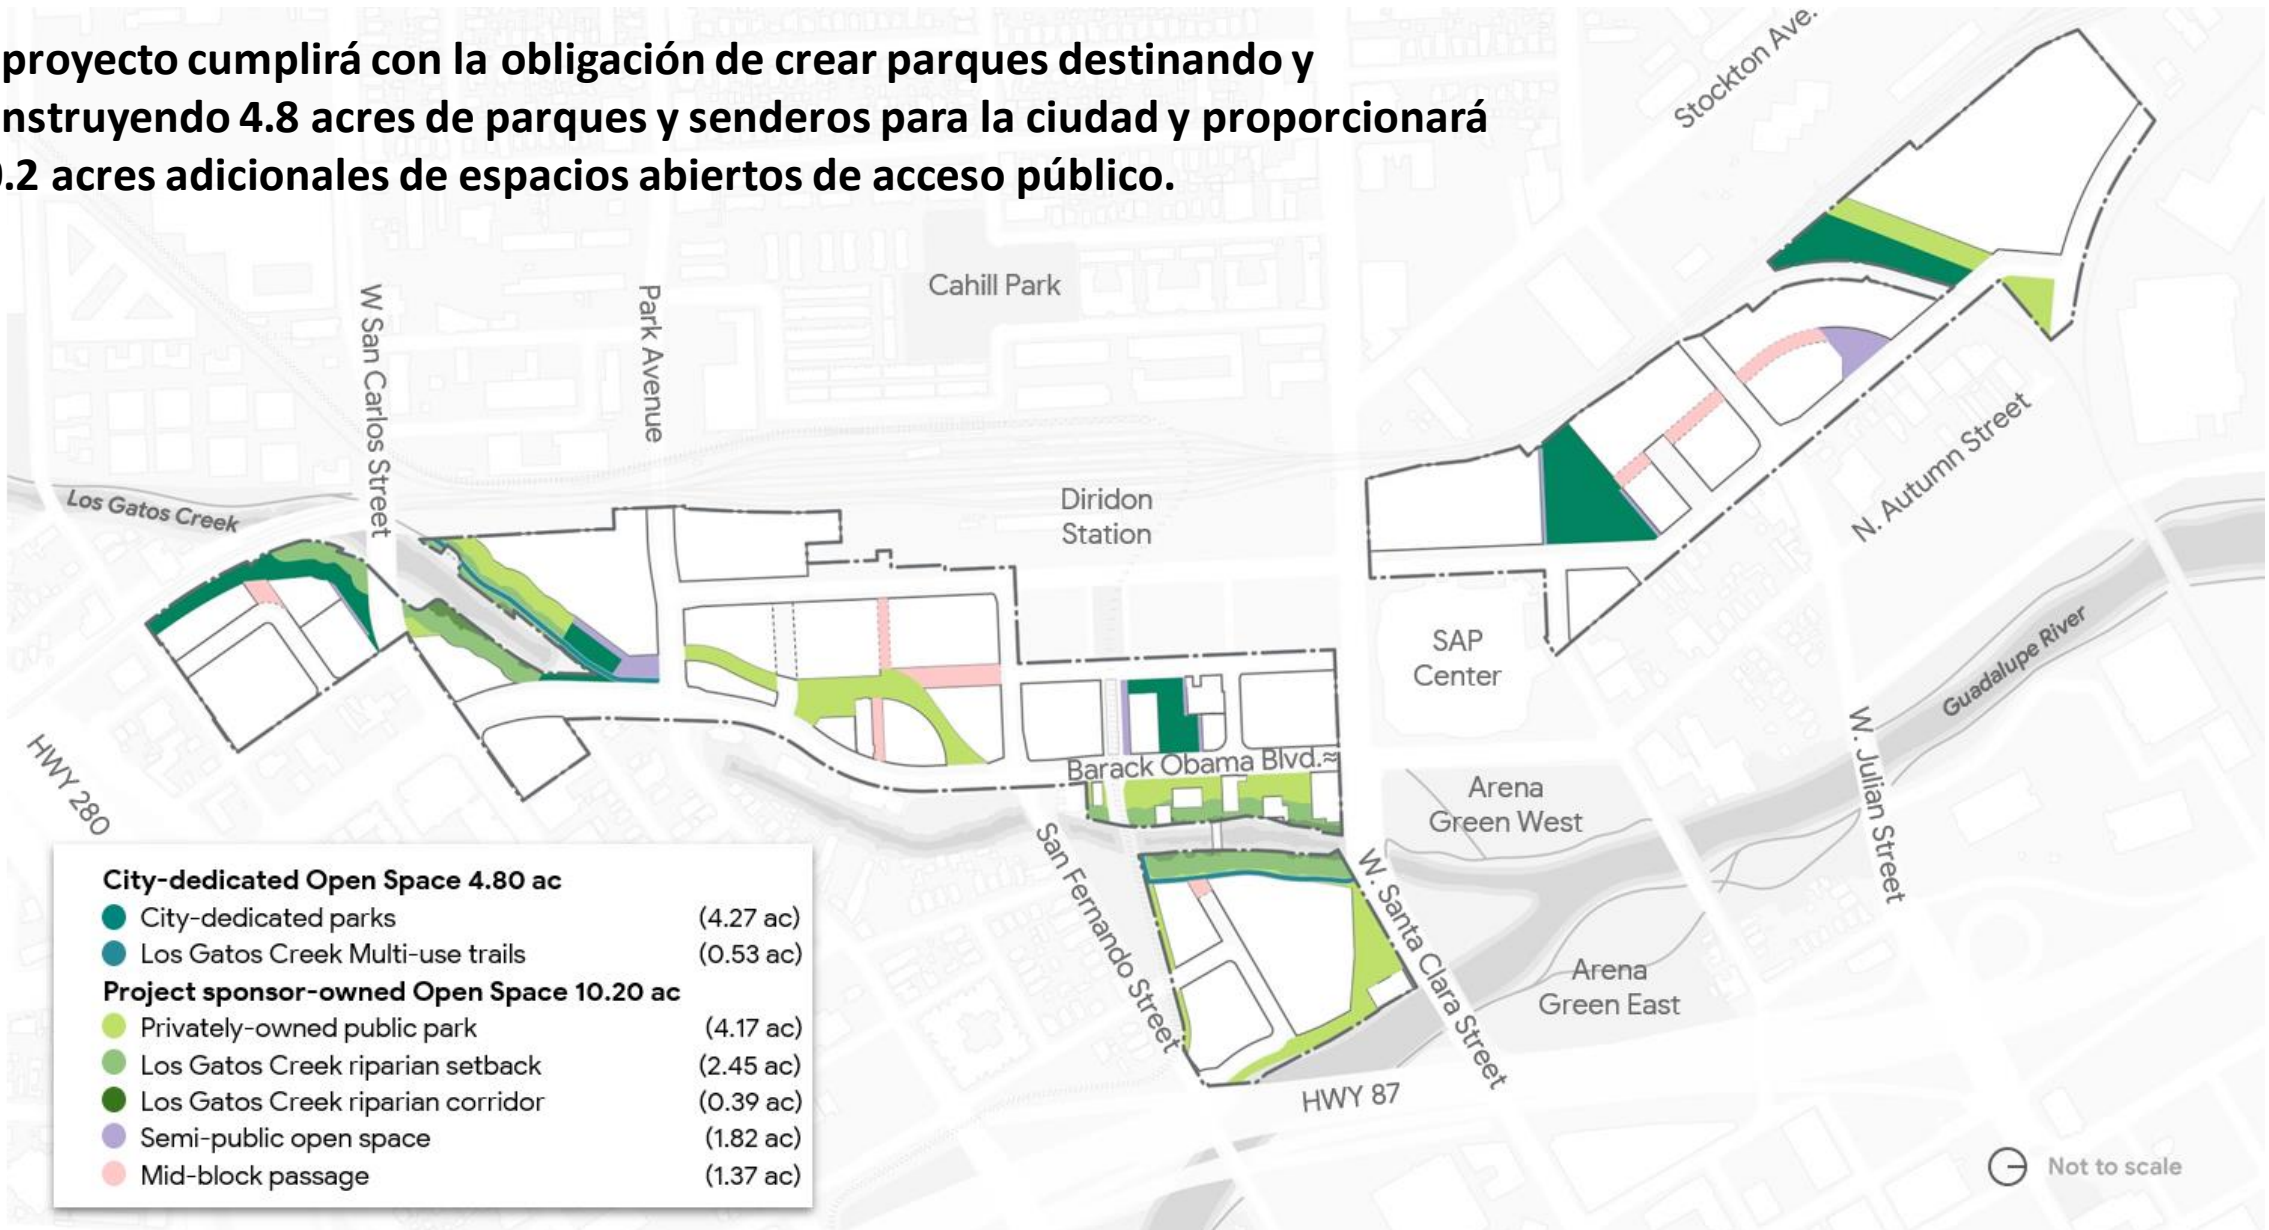 proyecto cumplirá con la obligación de crear parques destinando y
nstruyendo 4.8 acres de parques y senderos para la ciudad y proporcionará
.2 acres adicionales de espacios abiertos de acceso público.
Stockton Ave.
Cahill Park
W San Carlos Street
Park Avenue
Los Gatos Creek
Diridon
Station
N. Autumn Street
SAP
Center
Guadalupe River
HWY 280
Barack Obama Blvd.
Arena
Green West
W. Julian Street
San Fernando Street
W. Santa Clara Street
Arena
Green East
HWY 87
City-dedicated Open Space 4.80 ac
City-dedicated parks (4.27 ac)
Los Gatos Creek Multi-use trails (0.53 ac)
Project sponsor-owned Open Space 10.20 ac
Privately-owned public park (4.17 ac)
Los Gatos Creek riparian setback (2.45 ac)
Los Gatos Creek riparian corridor (0.39 ac)
Semi-public open space (1.82 ac)
Mid-block passage (1.37 ac)
Not to scale